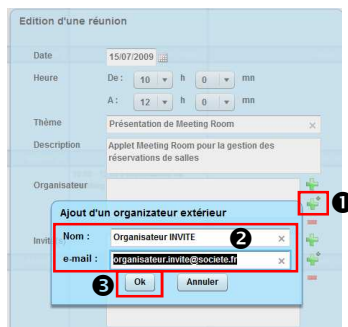 Edition d'une réunion
Date 15/07/2009
Heure De : 10 h 0 mn
A : 12 h 0 mn
Thème Présentation de Meeting Room
Description Applet Meeting Room pour la gestion des
réservations de salles
Organisateur
1
Ajout d'un organizateur extérieur
Nom : Organisateur INVITE 2
e-mail : organisateur.invite@societe.fr
3 Ok Annuler